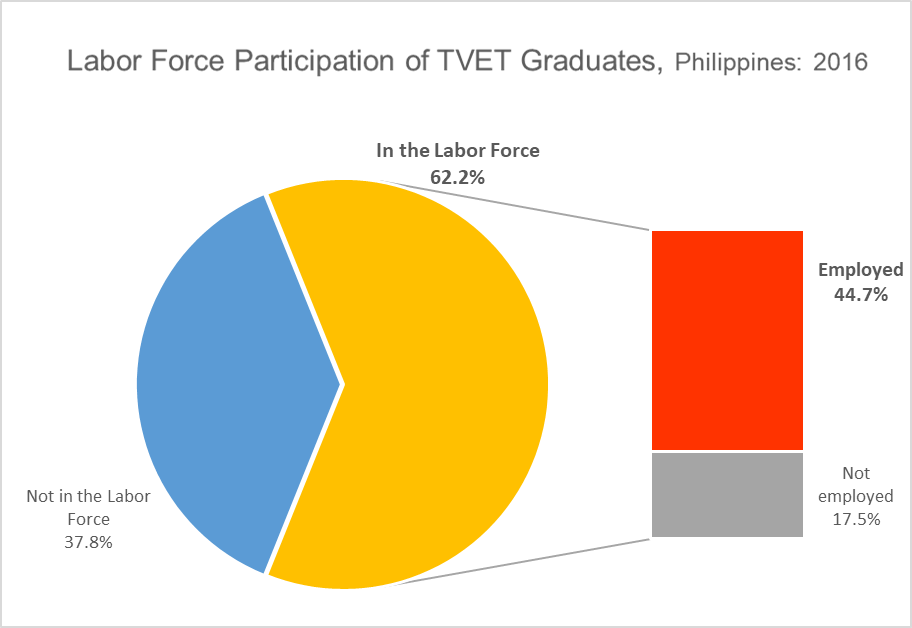 Labor Force Participation of TVET Graduates, Philippines: 2016
In the Labor Force
62.2%
Employed
44.7%
Not in the Labor
Force
37.8%
Not
employed
17.5%